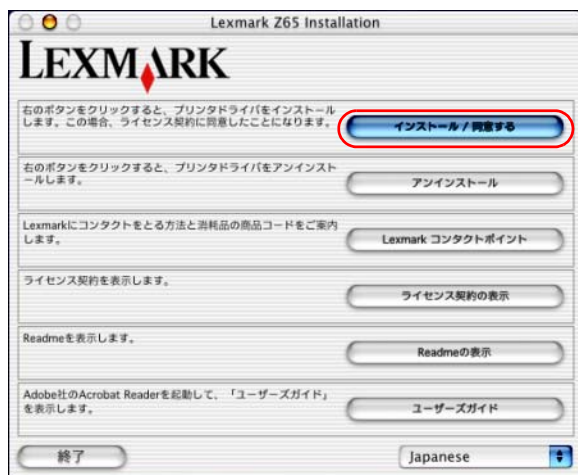 Lexmark Z65 Installation
LEXMARK
右のボタンをクリックすると、プリンタドライバをインストール
します。この場合、ライセンス契約に同意したことになります。
インストール / 同意する
右のボタンをクリックすると、プリンタドライバをアンインスト
ールします。
アンインストール
Lexmarkにコンタクトをとる方法と消耗品の商品コードをご案内
します。
Lexmark コンタクトポイント
ライセンス契約を表示します。
ライセンス契約の表示
Readmeを表示します。
Readmeの表示
Adobe社のAcrobat Readerを起動して、「ユーザーズガイド」
を表示します。
ユーザーズガイド
終了
Japanese